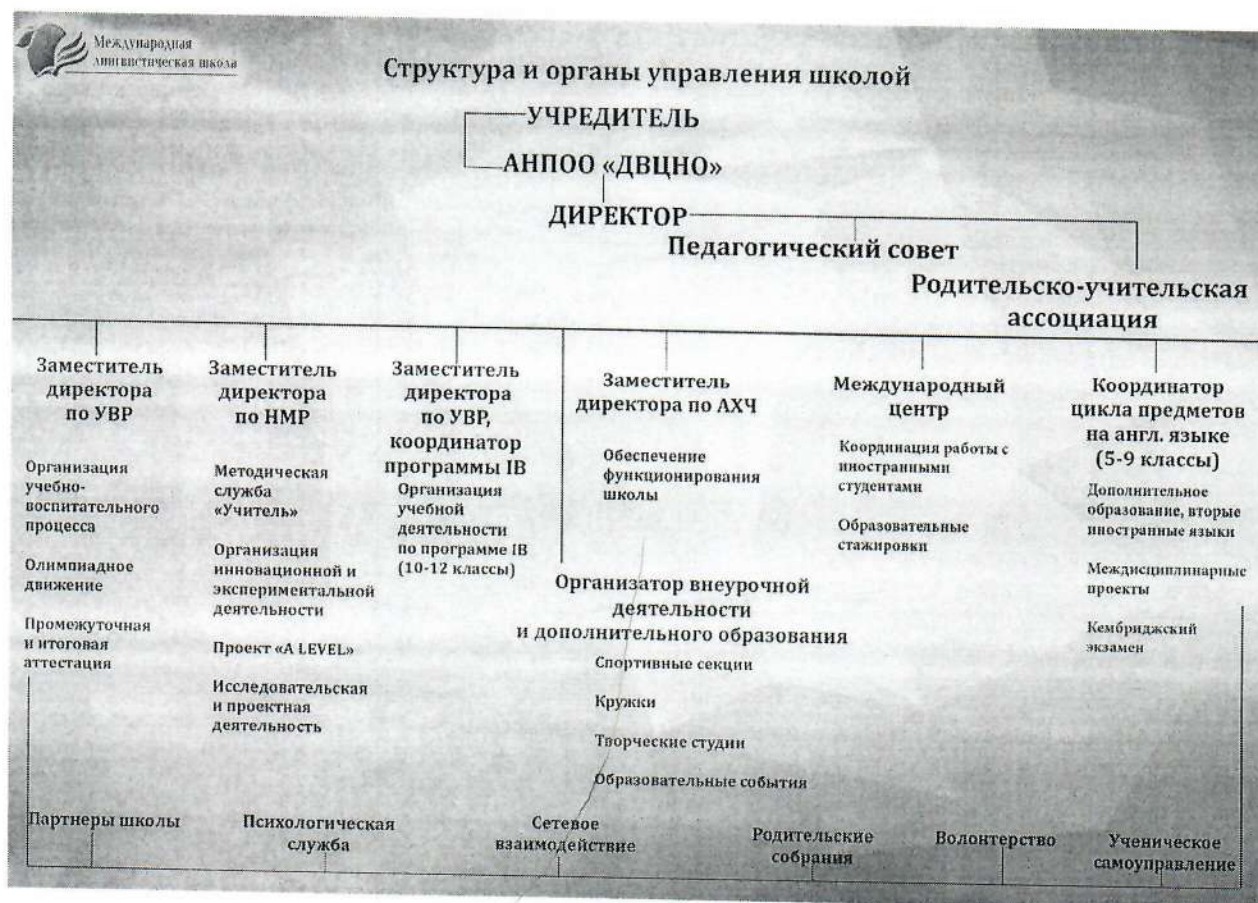 Международная
лингвистическая школа
Структура и органы управления школой
УЧРЕДИТЕЛЬ
АНПОО «ДВЦНО»
ДИРЕКТОР
Педагогический совет
Родительско-учительская
ассоциация
Заместитель
директора
по УВР
Организация
учебно-
воспитательного
процесса
Олимпиадное
движение
Промежуточная
и итоговая
аттестация
Заместитель
директора
по НМР
Методическая
служба
«Учитель»
Организация
инновационной и
экспериментальной
деятельности
Проект «A LEVEL»
Исследовательская
и проектная
деятельность
Заместитель
директора
по УВР,
координатор
программы IB
Организация
учебной
деятельности
по программе IB
(10-12 классы)
Заместитель
директора по АХЧ
Обеспечение
функционирования
школы
Организатор внеурочной
деятельности
и дополнительного образования
Спортивные секции
Кружки
Творческие студии
Образовательные события
Международный
центр
Координация работы с
иностранными
студентами
Образовательные
стажировки
Координатор
цикла предметов
на англ. языке
(5-9 классы)
Дополнительное
образование, вторые
иностранные языки
Междисциплинарные
проекты
Кембриджский
экзамен
Партнеры школы
Психологическая
служба
Сетевое
взаимодействие
Родительские
собрания
Волонтерство
Ученическое
самоуправление